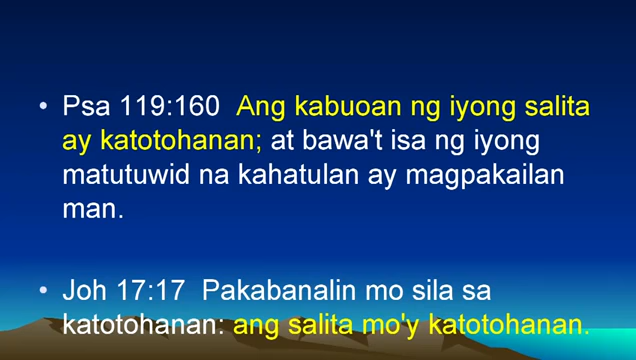 • Psa 119:160 Ang kabuoan ng iyong salita
ay katotohanan; at bawa't isa ng iyong
matutuwid na kahatulan ay magpakailan
man.
• Joh 17:17 Pakabanalin mo sila sa
katotohanan: ang salita mo'y katotohanan.